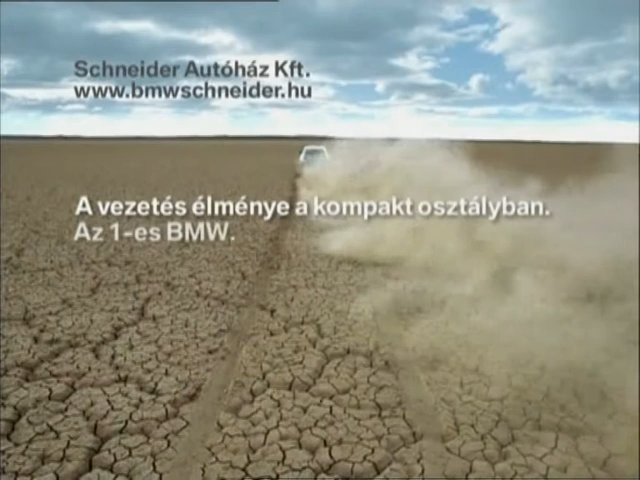 Schneider Autóház Kft.
www.bmwschneider.hu
A vezetés élménye a kompakt osztályban.
Az 1-es BMW.